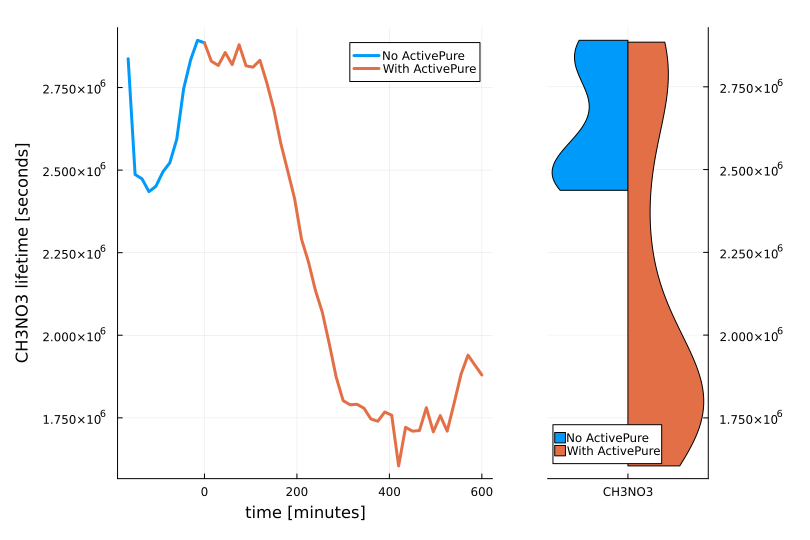 No ActivePure
With ActivePure
2.750×10⁶
2.500×10⁶
2.250×10⁶
2.000×10⁶
1.750×10⁶
CH3NO3 lifetime [seconds]
0 200 400 600
time [minutes]
2.750×10⁶
2.500×10⁶
2.250×10⁶
2.000×10⁶
1.750×10⁶
No ActivePure
With ActivePure
CH3NO3